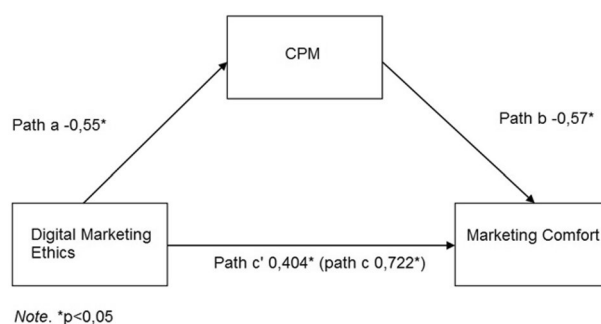 CPM
Path a -0,55*
Path b -0,57*
Digital Marketing
Ethics
Marketing Comfort
Path c' 0,404* (path c 0,722*)
Note. *p<0,05